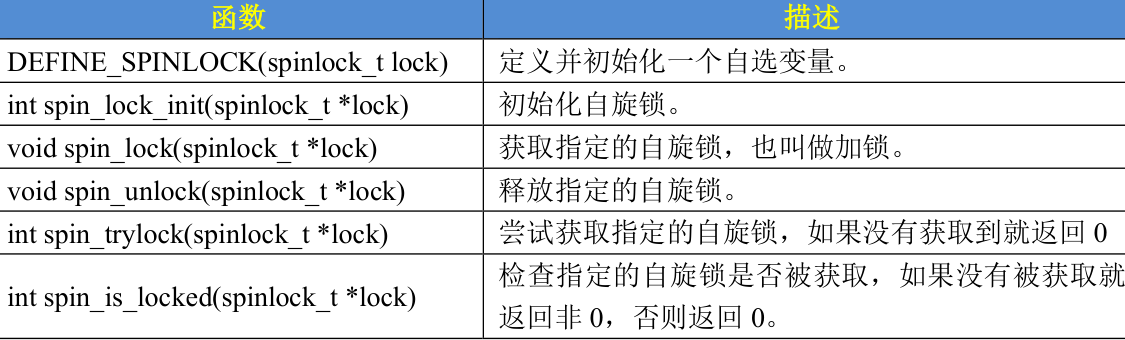 函数 描述
DEFINE_SPINLOCK(spinlock_t lock) 定义并初始化一个自选变量。
int spin_lock_init(spinlock_t *lock) 初始化自旋锁。
void spin_lock(spinlock_t *lock) 获取指定的自旋锁，也叫做加锁。
void spin_unlock(spinlock_t *lock) 释放指定的自旋锁。
int spin_trylock(spinlock_t *lock) 尝试获取指定的自旋锁，如果没有获取到就返回 0
int spin_is_locked(spinlock_t *lock) 检查指定的自旋锁是否被获取，如果没有被获取就
返回非 0，否则返回 0。